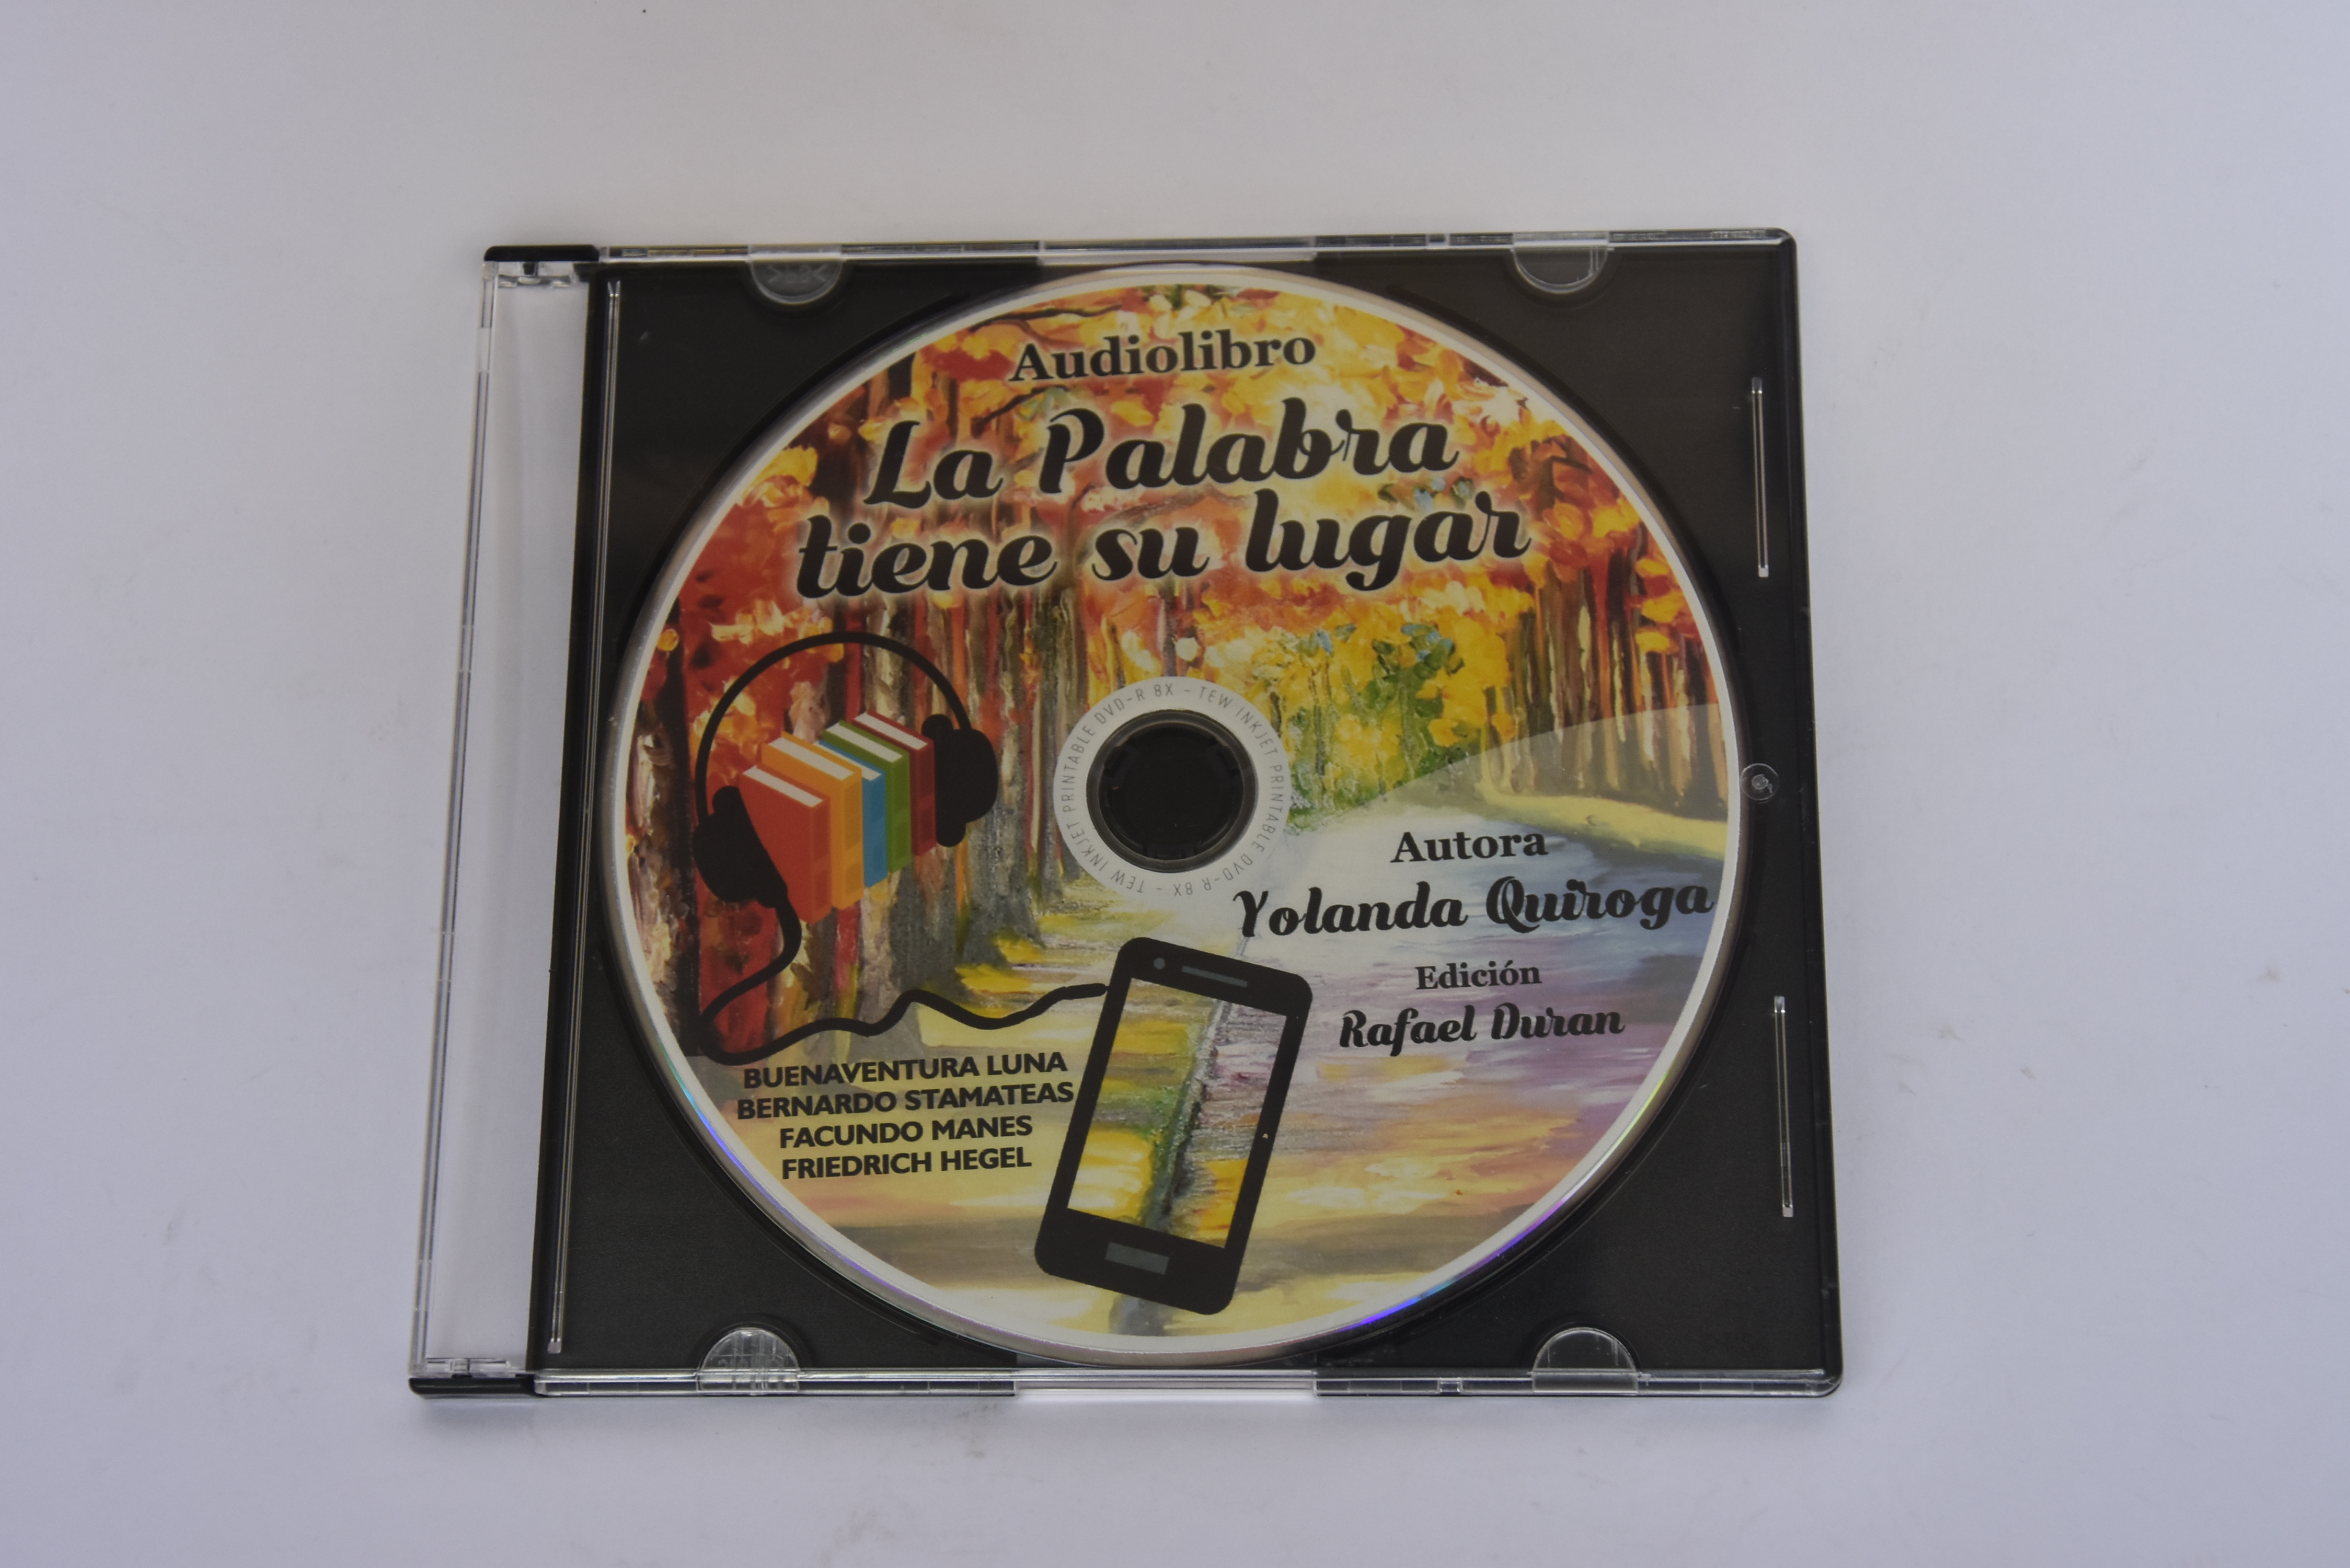 Audiolibro
La Palabra
tiene su lugar
TEW INKJET PRINTABLE DVD-R 8X - TEW INKJET PRINTABLE DVD-R 8X -
Autora
Yolanda Quiroga
Edición
Rafael Duran
BUENAVENTURA LUNA
BERNARDO STAMATEAS
FACUNDO MANES
FRIEDRICH HEGEL